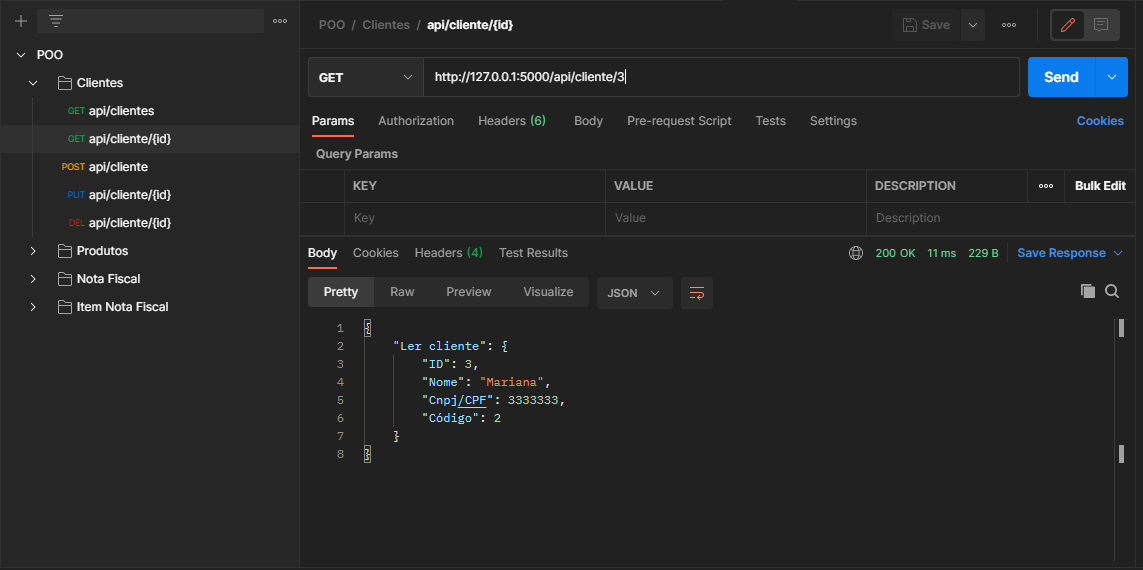 POO
Clientes
GET api/clientes
GET api/cliente/{id}
POST api/cliente
PUT api/cliente/{id}
DEL api/cliente/{id}
Produtos
Nota Fiscal
Item Nota Fiscal
POO / Clientes / api/cliente/{id}
Save
GET http://127.0.0.1:5000/api/cliente/3
Send
Params Authorization Headers (6) Body Pre-request Script Tests Settings Cookies
Query Params
KEY VALUE DESCRIPTION Bulk Edit
Key Value Description
Body Cookies Headers (4) Test Results 200 OK 11 ms 229 B Save Response
Pretty Raw Preview Visualize JSON
1 {
2 "Ler cliente": {
3 "ID": 3,
4 "Nome": "Mariana",
5 "Cnpj/CPF": 3333333,
6 "Código": 2
7 }
8 }